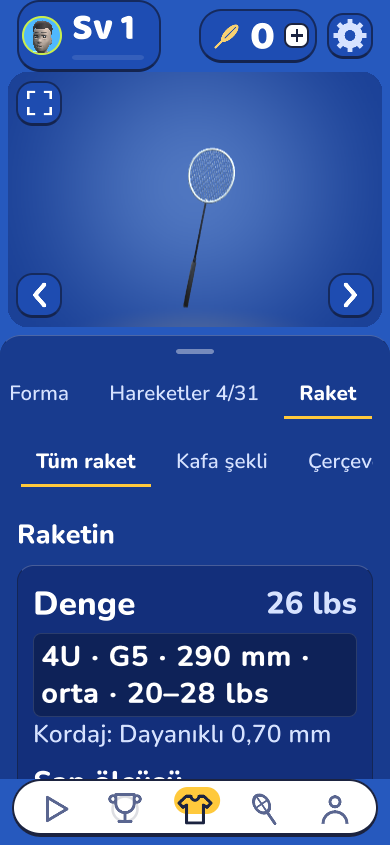 Sv 1
0
Forma Hareketler 4/31 Raket
Tüm raket Kafa şekli Çerçev
Raketin
Denge 26 lbs
4U · G5 · 290 mm ·
orta · 20–28 lbs
Kordaj: Dayanıklı 0,70 mm